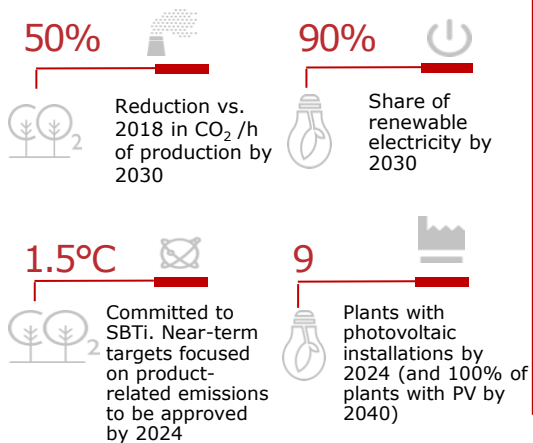 50%
Reduction vs.
2018 in CO2 /h
of production by
2030
90%
Share of
renewable
electricity by
2030
2
1.5°C
Committed to
SBTi. Near-term
targets focused
on product-
related emissions
to be approved
by 2024
2
9
Plants with
photovoltaic
installations by
2024 (and 100% of
plants with PV by
2040)